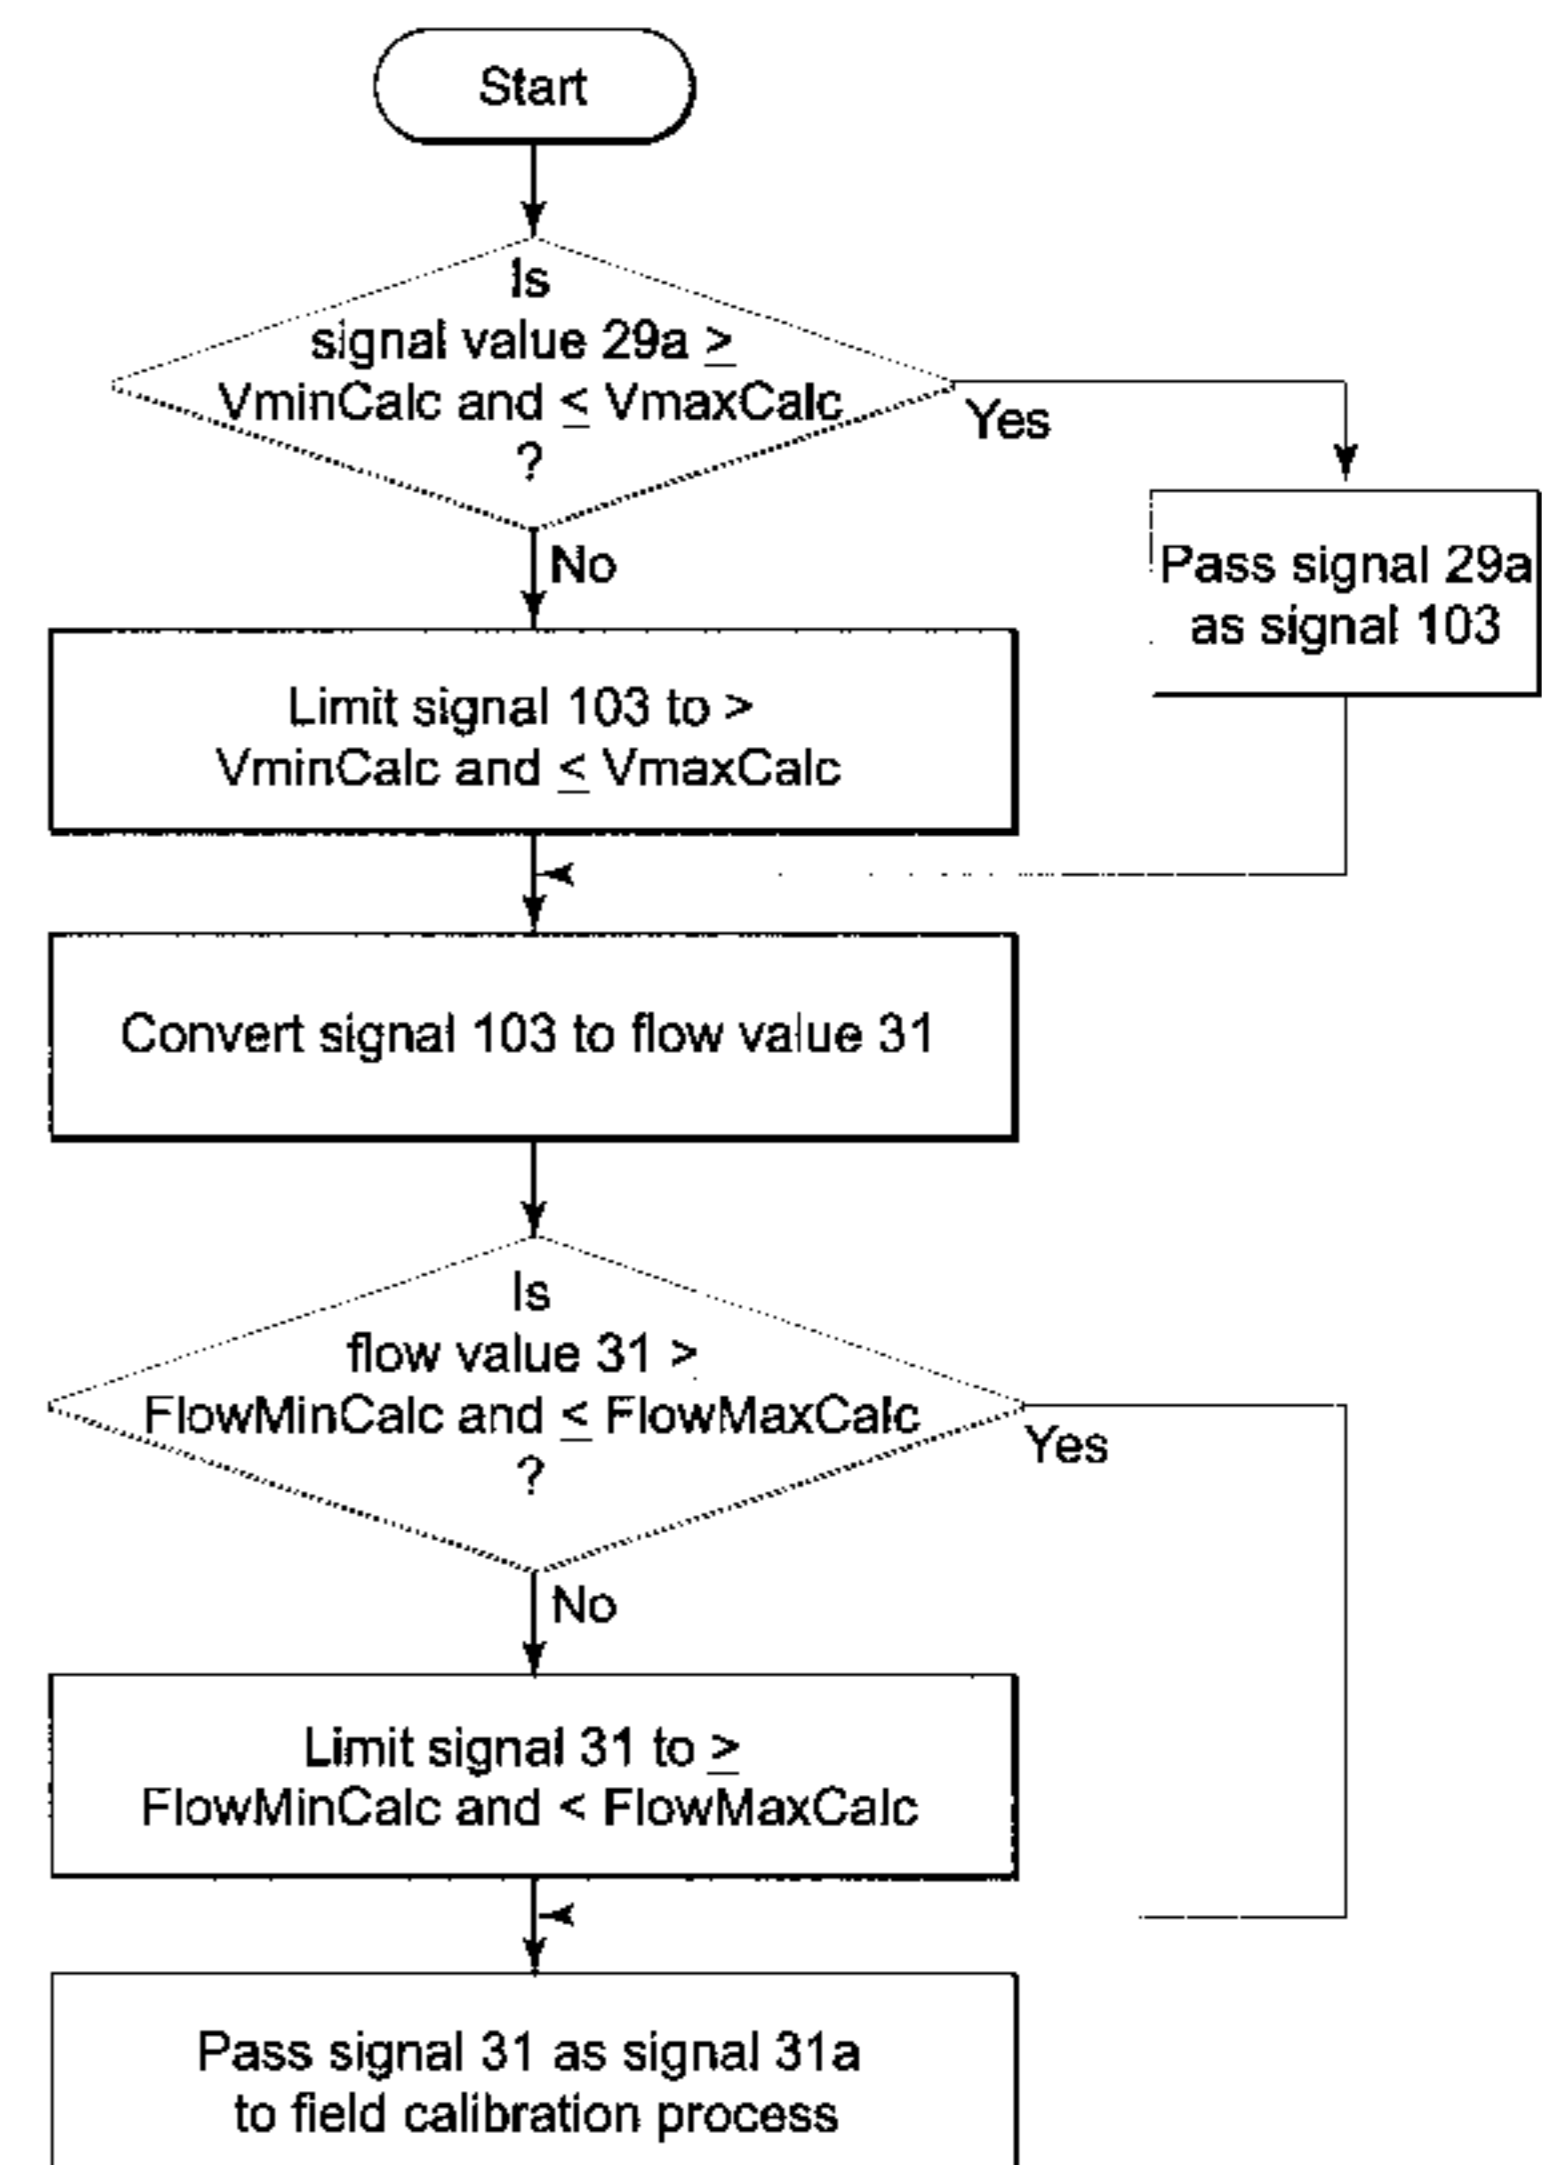 Start
Is
signal value 29a ≥
VminCalc and ≤ VmaxCalc
?
Yes
No
Pass signal 29a
as signal 103
Limit signal 103 to >
VminCalc and ≤ VmaxCalc
Convert signal 103 to flow value 31
Is
flow value 31 >
FlowMinCalc and ≤ FlowMaxCalc
?
Yes
No
Limit signal 31 to ≥
FlowMinCalc and < FlowMaxCalc
Pass signal 31 as signal 31a
to field calibration process